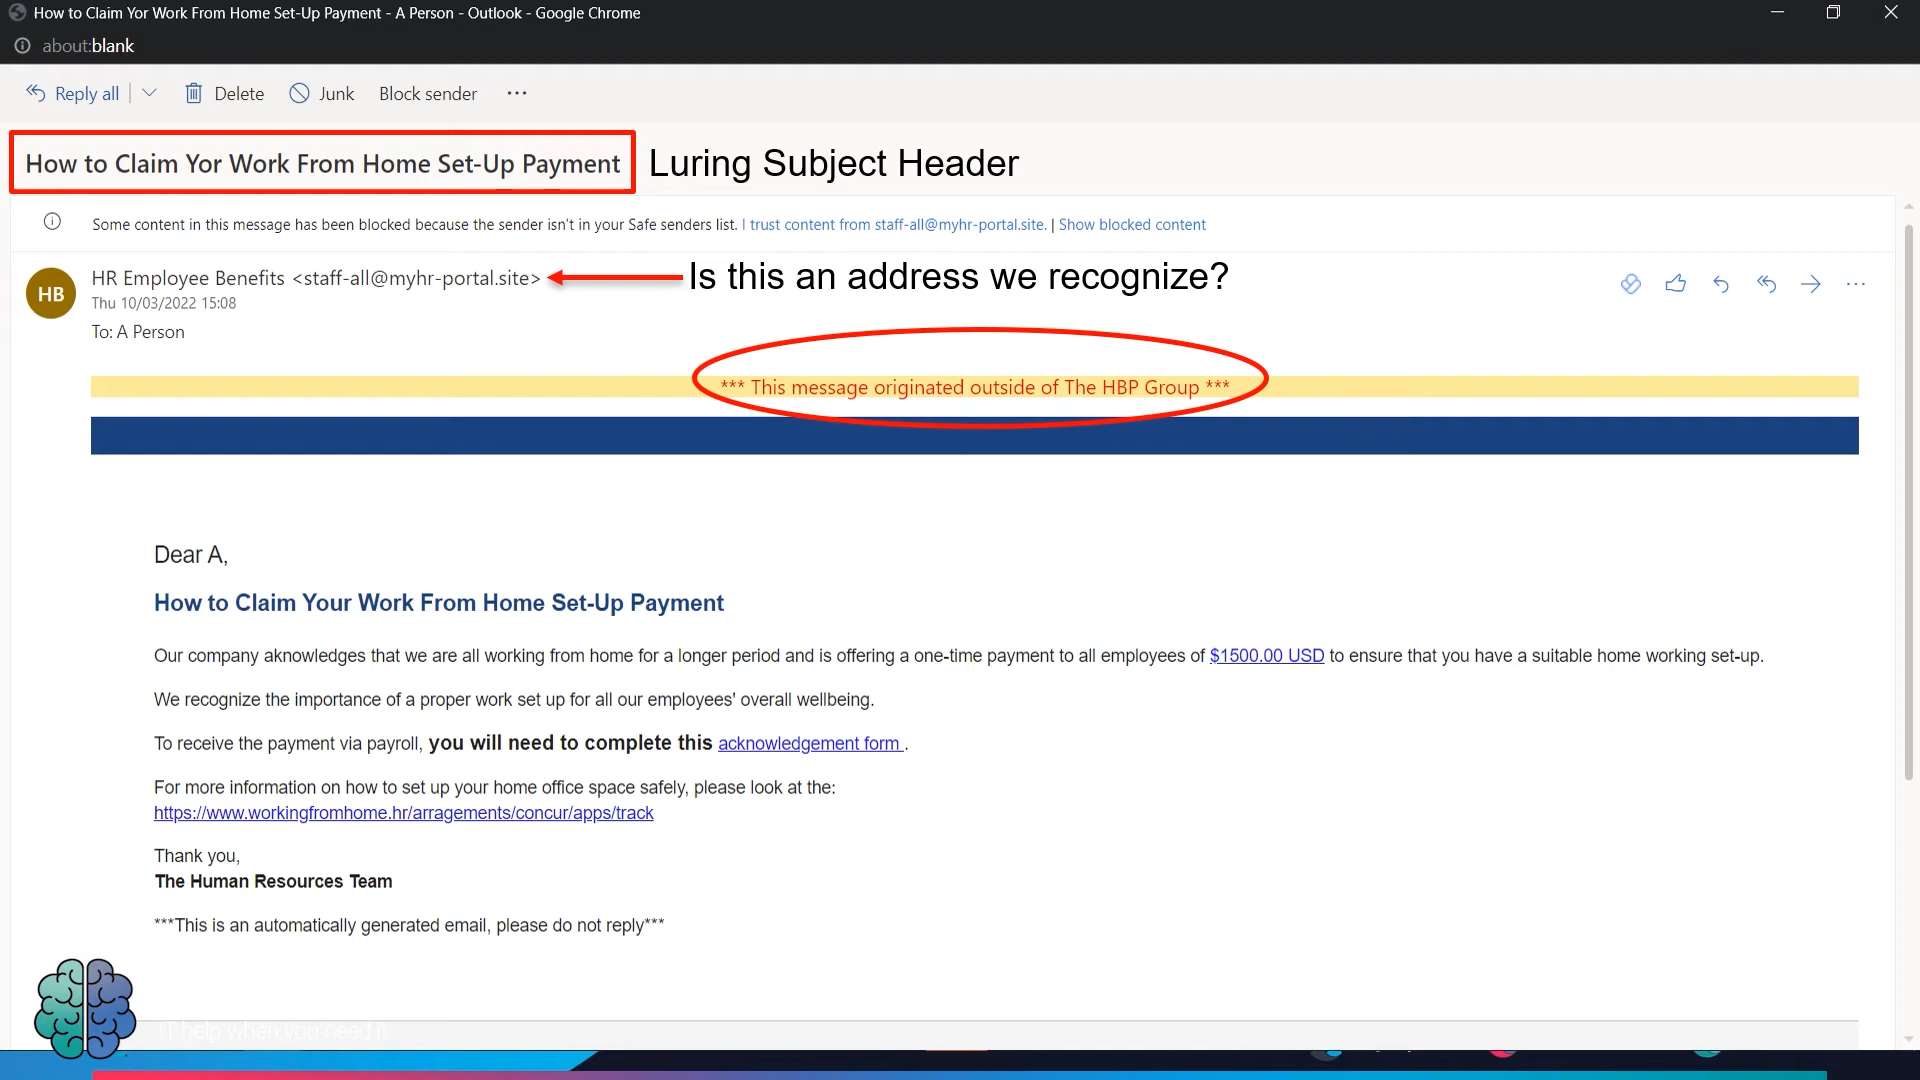 How to Claim Yor Work From Home Set-Up Payment - A Person - Outlook - Google Chrome
about:blank
Reply all Delete Junk Block sender ...
How to Claim Yor Work From Home Set-Up Payment Luring Subject Header
Some content in this message has been blocked because the sender isn't in your Safe senders list. I trust content from staff-all@myhr-portal.site. | Show blocked content
HB HR Employee Benefits <staff-all@myhr-portal.site> Is this an address we recognize?
Thu 10/03/2022 15:08
To: A Person
*** This message originated outside of The HBP Group ***
Dear A,
How to Claim Your Work From Home Set-Up Payment
Our company aknowledges that we are all working from home for a longer period and is offering a one-time payment to all employees of $1500.00 USD to ensure that you have a suitable home working set-up.
We recognize the importance of a proper work set up for all our employees' overall wellbeing.
To receive the payment via payroll, you will need to complete this acknowledgement form .
For more information on how to set up your home office space safely, please look at the:
https://www.workingfromhome.hr/arragements/concur/apps/track
Thank you,
The Human Resources Team
***This is an automatically generated email, please do not reply***
IT help when you need it